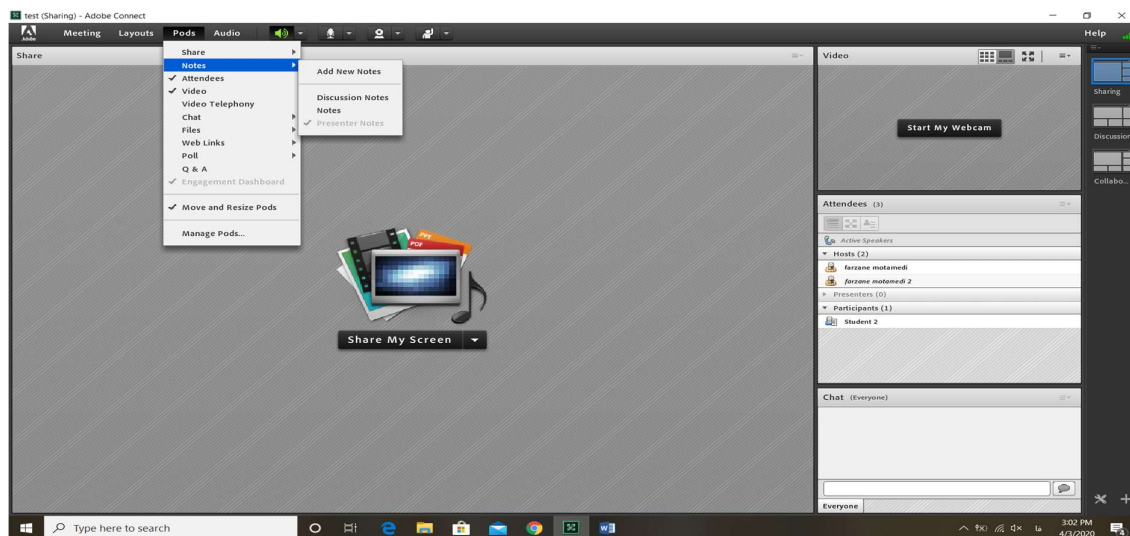 test (Sharing) - Adobe Connect
Adobe Meeting Layouts Pods Audio Help
Share
Share
Notes
Attendees
Video
Video Telephony
Chat
Files
Web Links
Poll
Q & A
Engagement Dashboard
Move and Resize Pods
Manage Pods...
Add New Notes
Discussion Notes
Notes
Presenter Notes
PPT
PDF
Share My Screen
Video
Start My Webcam
Attendees (3)
Active Speakers
Hosts (2)
farzane motamedi
farzane motamedi 2
Presenters (0)
Participants (1)
Student 2
Chat (Everyone)
Everyone
Sharing
Discussion
Collabo...
Type here to search
فا
3:02 PM
4/3/2020
4